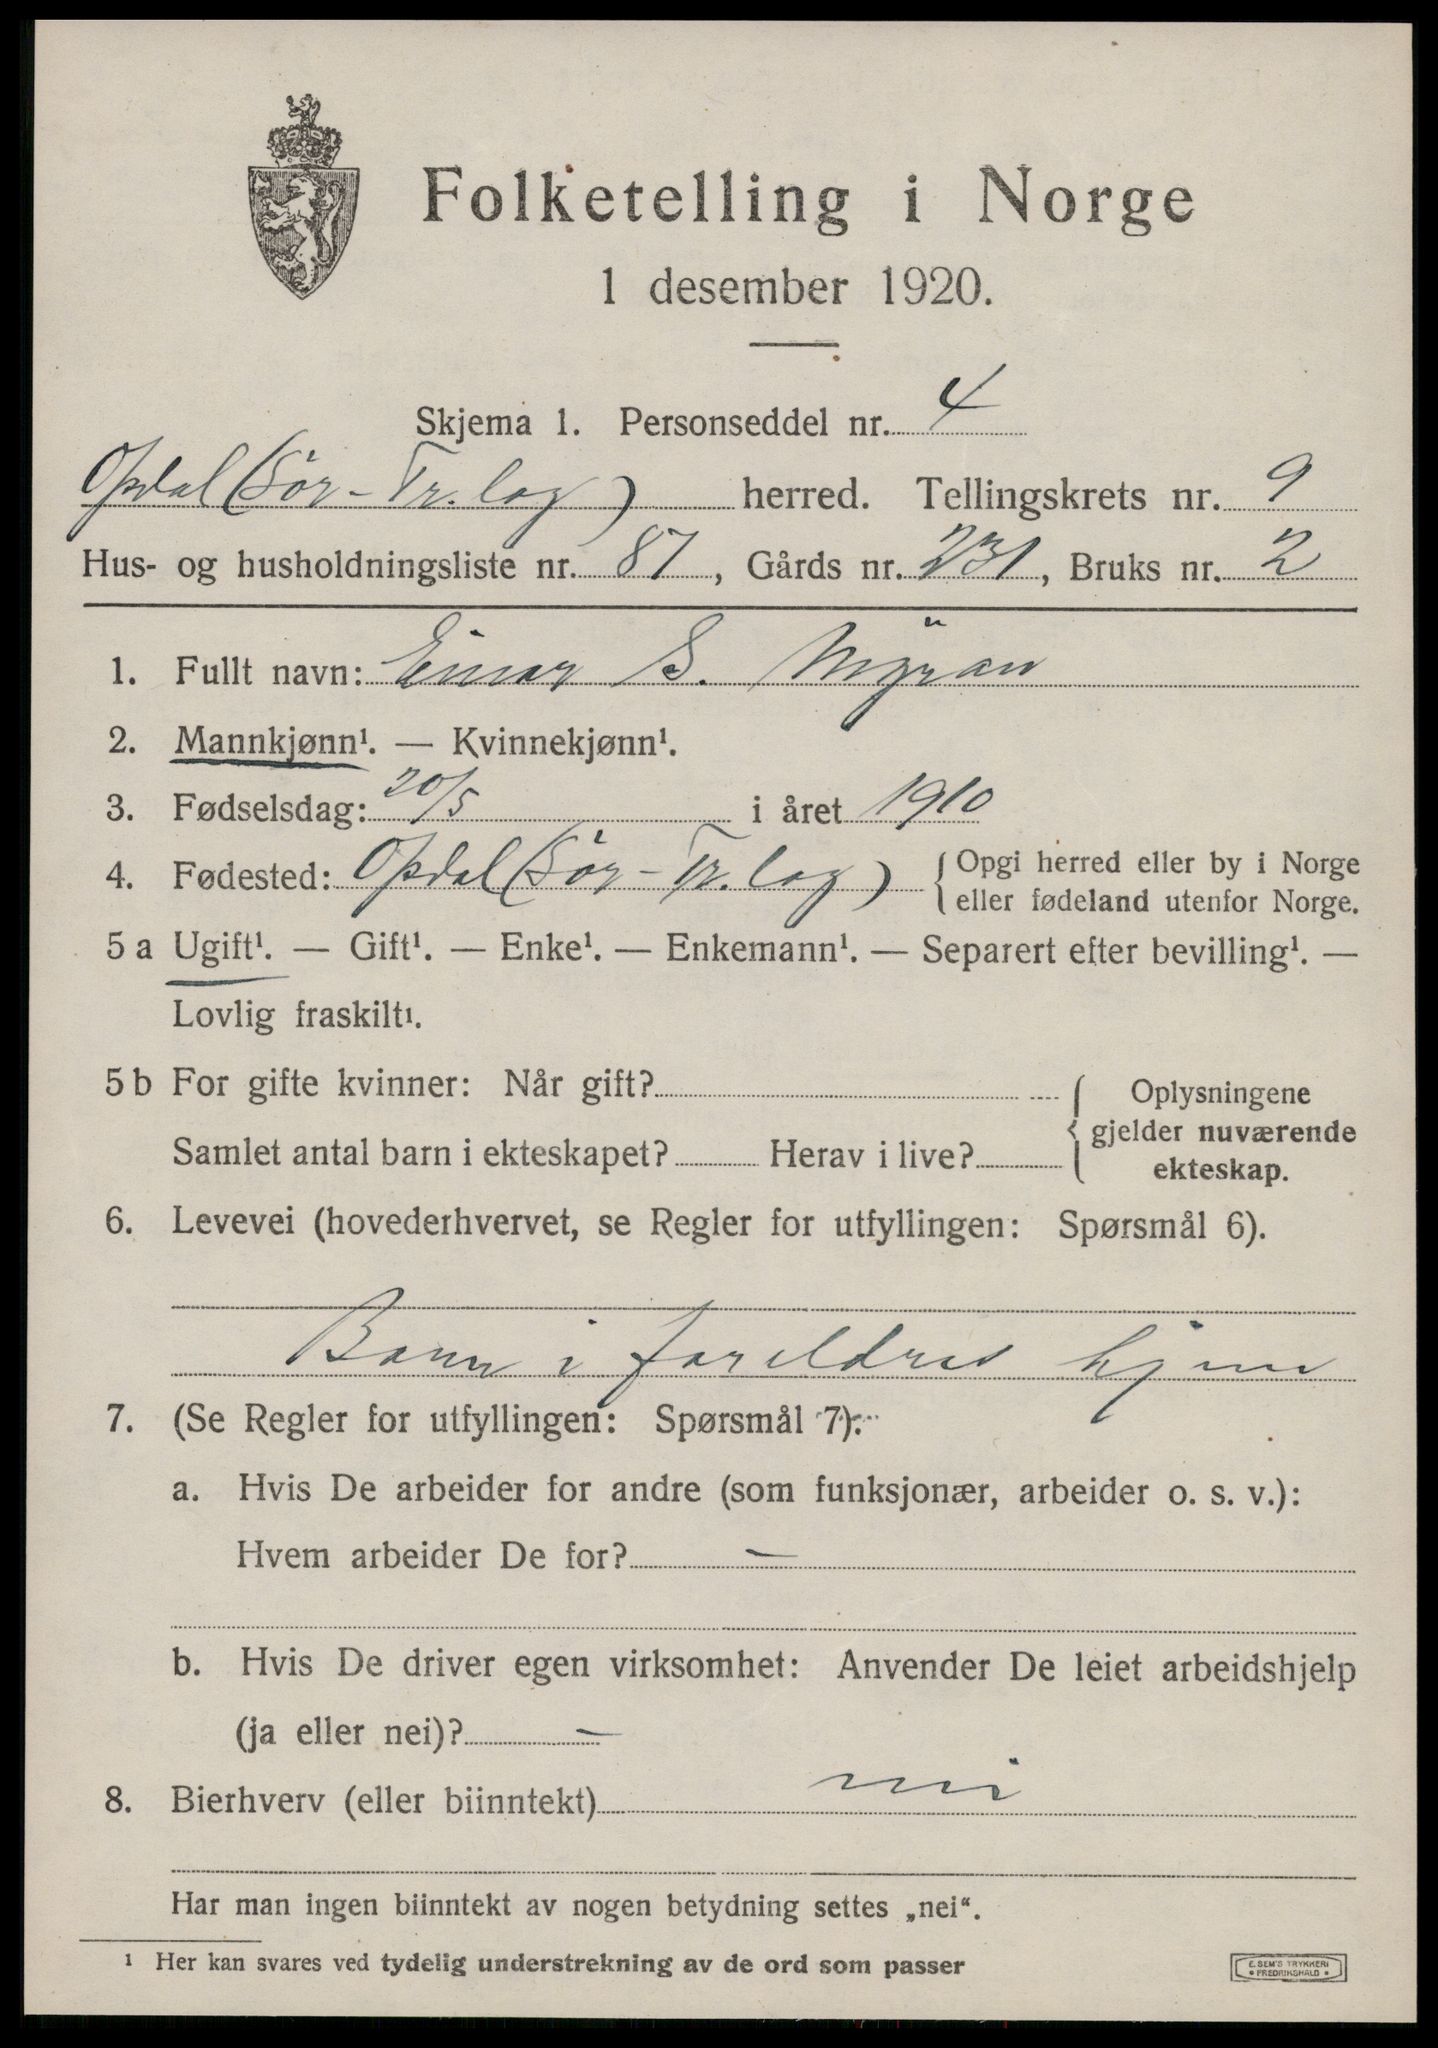 Folketelling i Norge
1 desember 1920.
Skjema 1. Personseddel nr. 4
Opdal (Sör-Tr.lag) herred. Tellingskrets nr. 9
Hus- og husholdningsliste nr. 87, Gårds nr. 231, Bruks nr. 2
1. Fullt navn: Einar S. Mÿran
2. Mannkjønn¹. — Kvinnekjønn¹.
3. Fødselsdag: 20/5 i året 1910
4. Fødested: Opdal (Sör-Tr.lag) { Opgi herred eller by i Norge
eller fødeland utenfor Norge.
5 a Ugift¹. — Gift¹. — Enke¹. — Enkemann¹. — Separert efter bevilling¹. —
Lovlig fraskilt¹.
5 b For gifte kvinner: Når gift? { Oplysningene
gjelder nuværende
Samlet antal barn i ekteskapet? Herav i live? ekteskap.
6. Levevei (hovederhvervet, se Regler for utfyllingen: Spørsmål 6).
Barn i foreldres hjem
7. (Se Regler for utfyllingen: Spørsmål 7).
a. Hvis De arbeider for andre (som funksjonær, arbeider o. s. v.):
Hvem arbeider De for? —
b. Hvis De driver egen virksomhet: Anvender De leiet arbeidshjelp
(ja eller nei)? —
8. Bierhverv (eller biinntekt) nei
Har man ingen biinntekt av nogen betydning settes „nei“.
¹ Her kan svares ved tydelig understrekning av de ord som passer
E. SEM'S TRYKKERI
• FREDRIKSHALD •